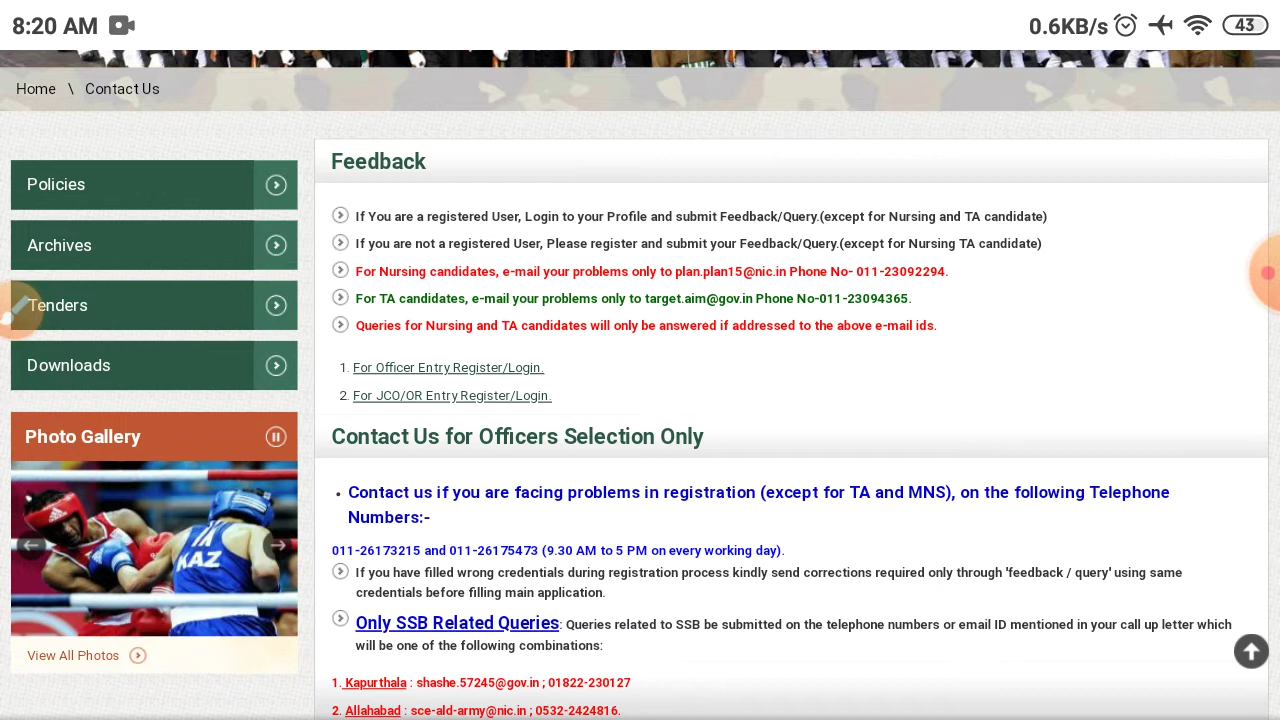 8:20 AM
0.6KB/s
43
Home \ Contact Us
Policies
Archives
Tenders
Downloads
Photo Gallery
KAZ
View All Photos
Feedback
If You are a registered User, Login to your Profile and submit Feedback/Query.(except for Nursing and TA candidate)
If you are not a registered User, Please register and submit your Feedback/Query.(except for Nursing TA candidate)
For Nursing candidates, e-mail your problems only to plan.plan15@nic.in Phone No- 011-23092294.
For TA candidates, e-mail your problems only to target.aim@gov.in Phone No-011-23094365.
Queries for Nursing and TA candidates will only be answered if addressed to the above e-mail ids.
1. For Officer Entry Register/Login.
2. For JCO/OR Entry Register/Login.
Contact Us for Officers Selection Only
• Contact us if you are facing problems in registration (except for TA and MNS), on the following Telephone
Numbers:-
011-26173215 and 011-26175473 (9.30 AM to 5 PM on every working day).
If you have filled wrong credentials during registration process kindly send corrections required only through 'feedback / query' using same
credentials before filling main application.
Only SSB Related Queries: Queries related to SSB be submitted on the telephone numbers or email ID mentioned in your call up letter which
will be one of the following combinations:
1. Kapurthala : shashe.57245@gov.in ; 01822-230127
2. Allahabad : sce-ald-army@nic.in ; 0532-2424816.